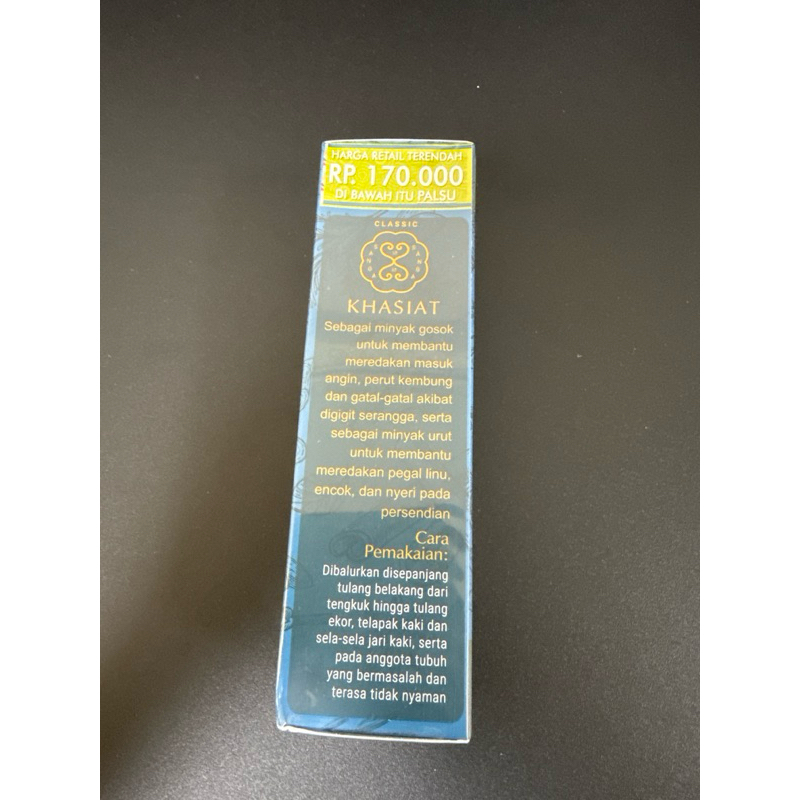 HARGA RETAIL TERENDAH
RP. 170.000
DI BAWAH ITU PALSU
CLASSIC
KHASIAT
Sebagai minyak gosok
untuk membantu
meredakan masuk
angin, perut kembung
dan gatal-gatal akibat
digigit serangga, serta
sebagai minyak urut
untuk membantu
meredakan pegal linu,
encok, dan nyeri pada
persendian
Cara
Pemakaian:
Dibalurkan disepanjang
tulang belakang dari
tengkuk hingga tulang
ekor, telapak kaki dan
sela-sela jari kaki, serta
pada anggota tubuh
yang bermasalah dan
terasa tidak nyaman